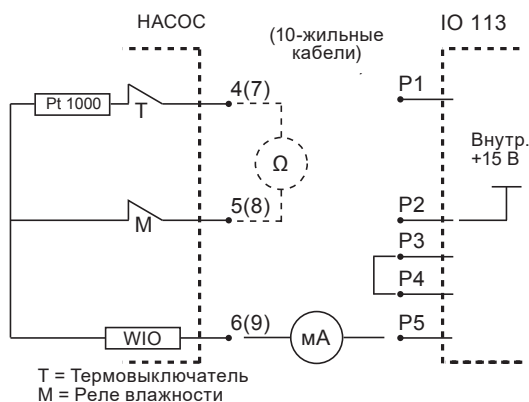 НАСОС
(10-жильные
кабели)
IO 113
Pt 1000
T
4(7)
P1
Ω
Внутр.
+15 В
M
5(8)
P2
P3
P4
WIO
6(9)
мА
P5
T = Термовыключатель
M = Реле влажности